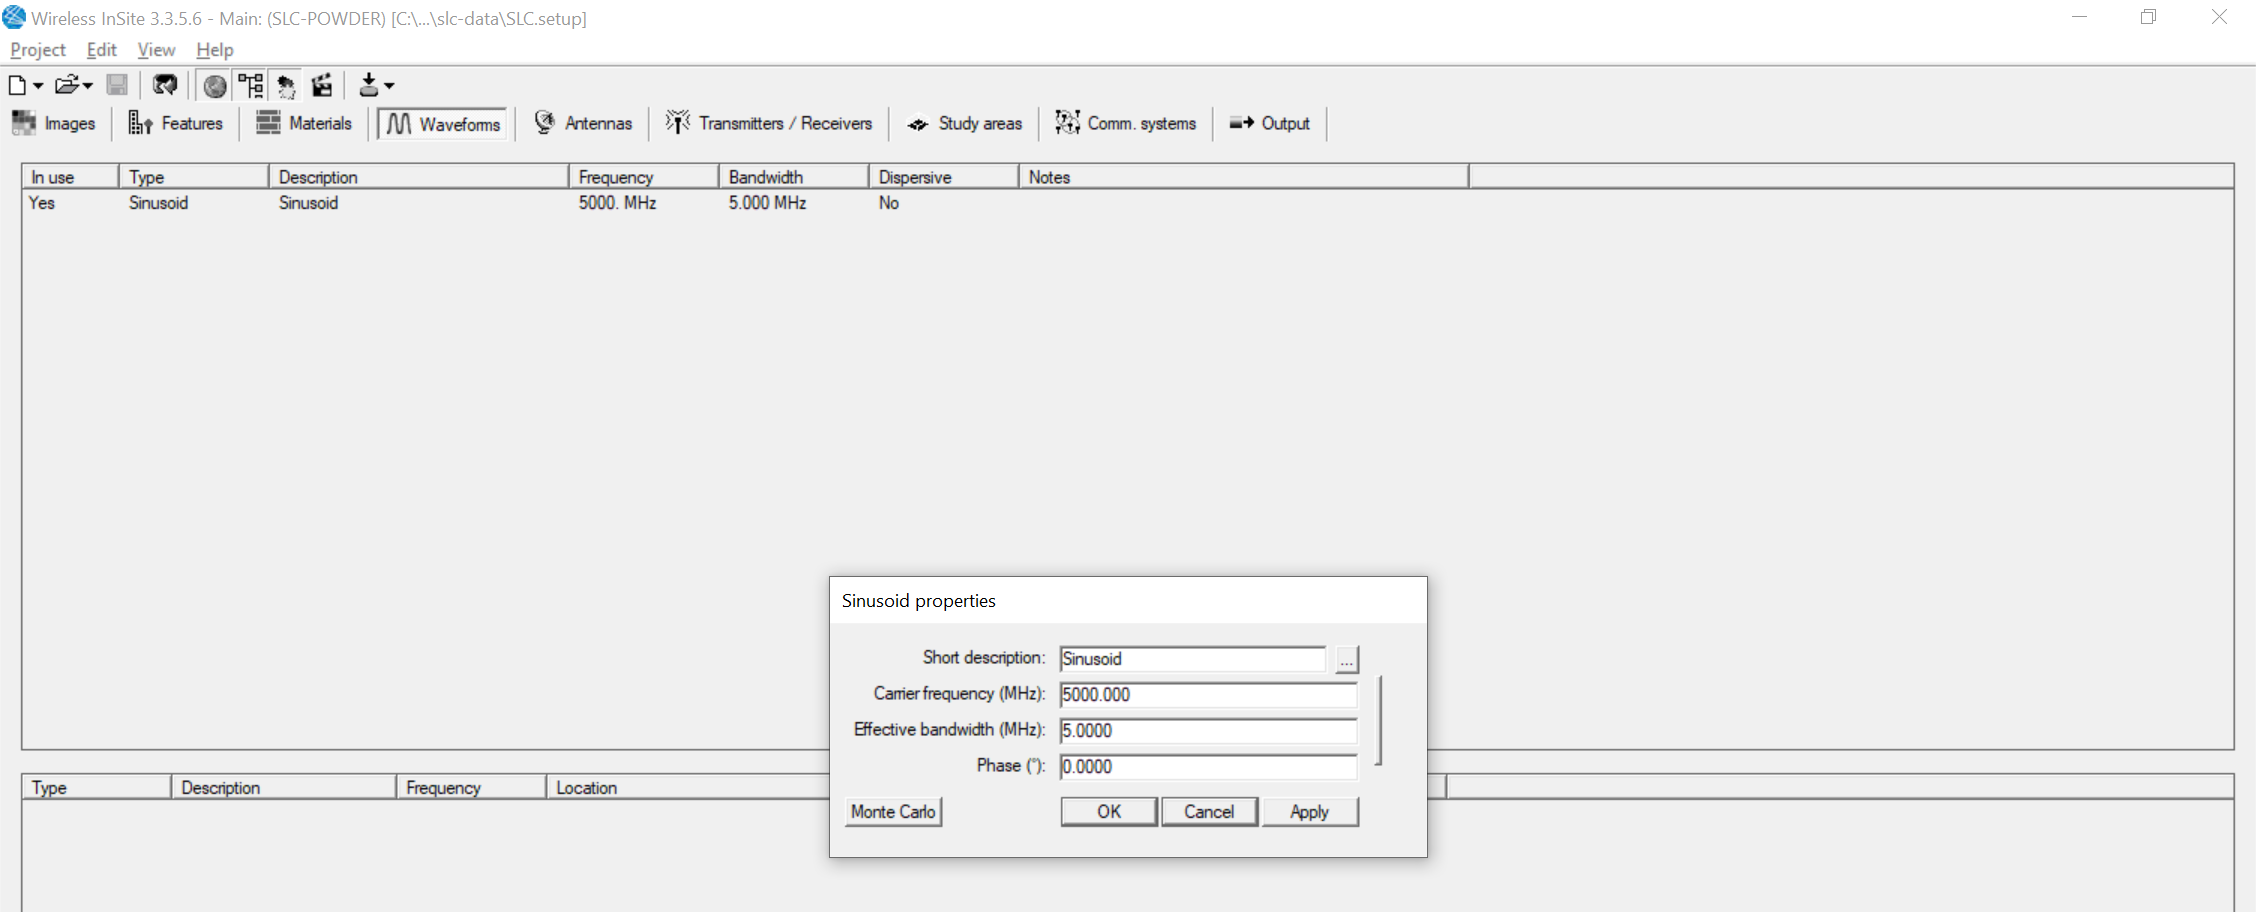 Wireless InSite 3.3.5.6 - Main: (SLC-POWDER) [C:\...\slc-data\SLC.setup]
Project Edit View Help
Images Features Materials Waveforms Antennas Transmitters / Receivers Study areas Comm. systems Output
In use Type Description Frequency Bandwidth Dispersive Notes
Yes Sinusoid Sinusoid 5000. MHz 5.000 MHz No
Sinusoid properties
Short description: Sinusoid ...
Carrier frequency (MHz): 5000.000
Effective bandwidth (MHz): 5.0000
Phase (°): 0.0000
Monte Carlo OK Cancel Apply
Type Description Frequency Location